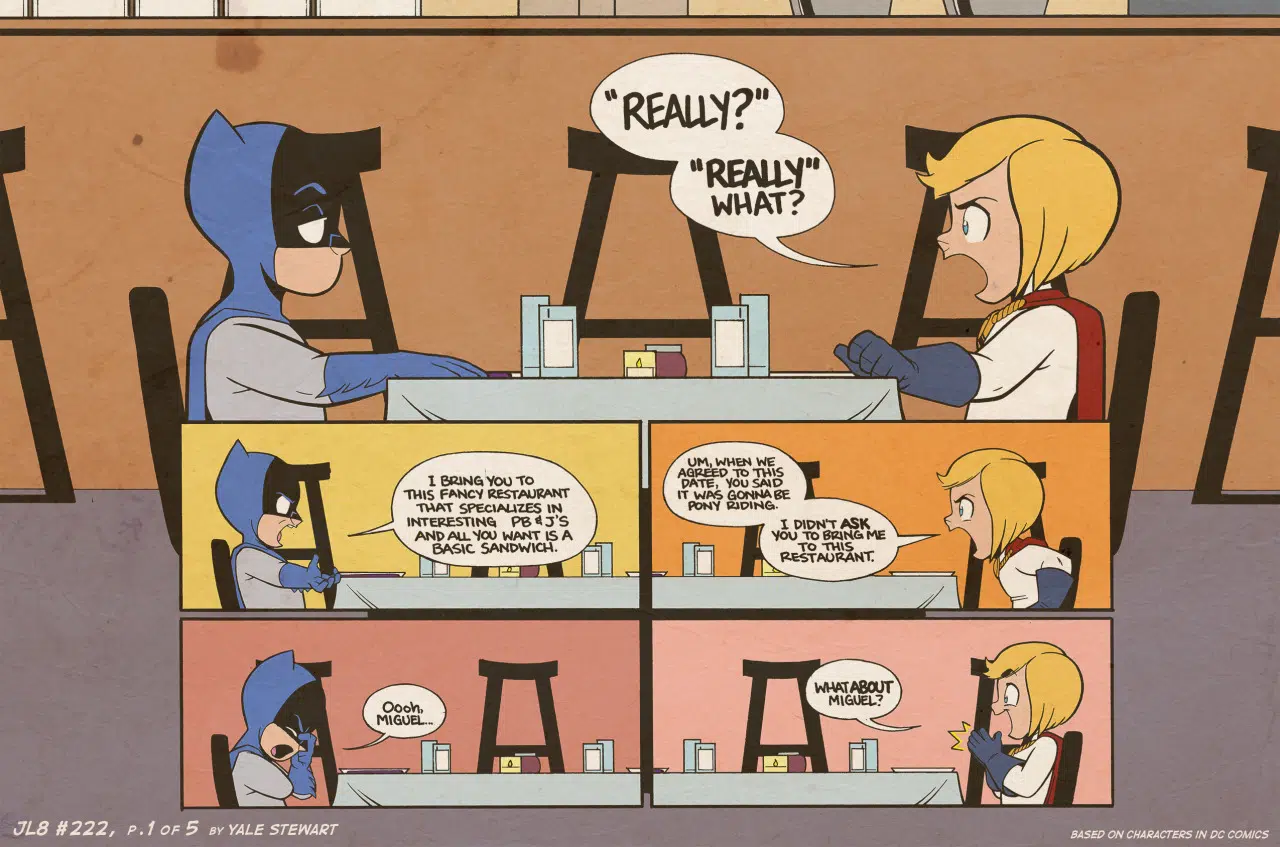 "REALLY?"
"REALLY"
WHAT?
I BRING YOU TO
THIS FANCY RESTAURANT
THAT SPECIALIZES IN
INTERESTING PB & J'S
AND ALL YOU WANT IS A
BASIC SANDWICH.
UM, WHEN WE
AGREED TO THIS
DATE, YOU SAID
IT WAS GONNA BE
PONY RIDING.
I DIDN'T ASK
YOU TO BRING ME
TO THIS
RESTAURANT.
Oooh,
MIGUEL...
WHAT ABOUT
MIGUEL?
JL8 #222, P.1 OF 5 BY YALE STEWART
BASED ON CHARACTERS IN DC COMICS